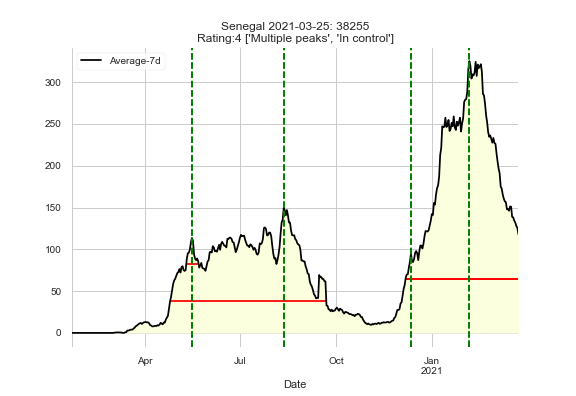 Senegal 2021-03-25: 38255
Rating:4 ['Multiple peaks', 'In control']
Average-7d
300
250
200
150
100
50
0
Apr
Jul
Oct
Jan
2021
Date